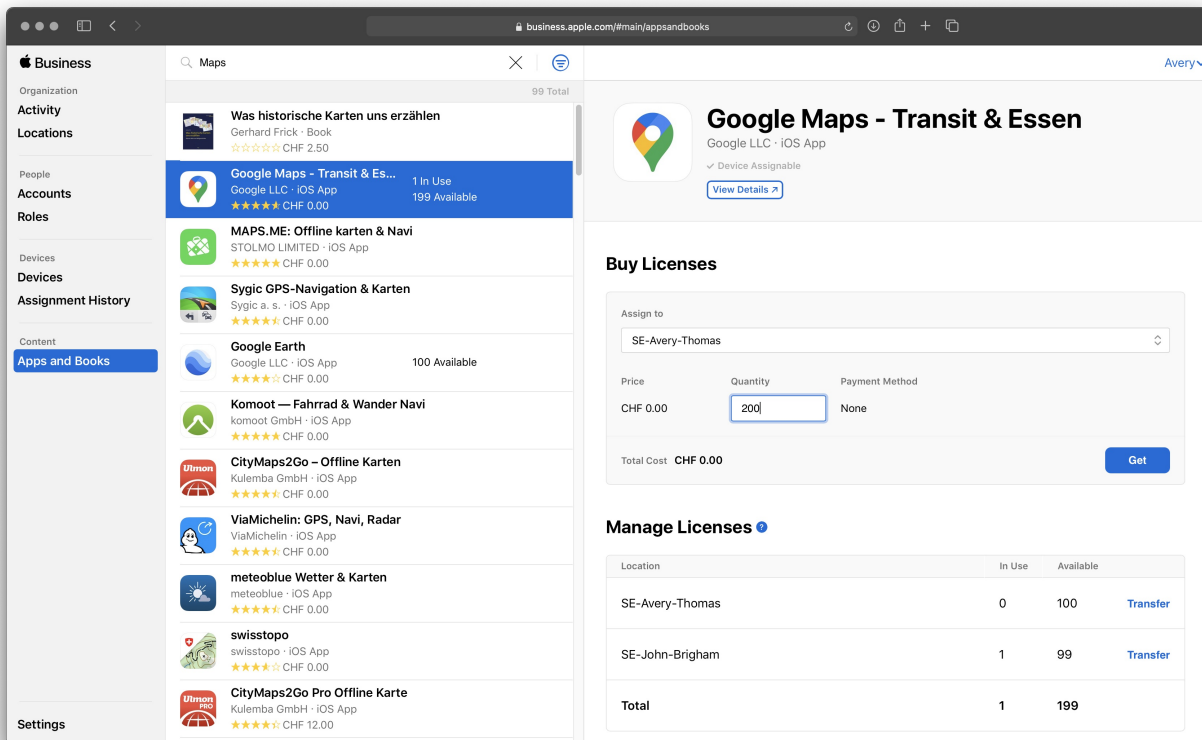 business.apple.com/#main/appsandbooks
Business
Organization
Activity
Locations
People
Accounts
Roles
Devices
Devices
Assignment History
Content
Apps and Books
Settings
Maps
99 Total
Was historische Karten uns erzählen
Gerhard Frick · Book
☆☆☆☆☆ CHF 2.50
Google Maps - Transit & Es...
Google LLC · iOS App
CHF 0.00
1 In Use
199 Available
MAPS.ME: Offline karten & Navi
STOLMO LIMITED · iOS App
CHF 0.00
Sygic GPS-Navigation & Karten
Sygic a. s. · iOS App
CHF 0.00
Google Earth
Google LLC · iOS App
CHF 0.00
100 Available
Komoot — Fahrrad & Wander Navi
komoot GmbH · iOS App
CHF 0.00
Ulmon
CityMaps2Go – Offline Karten
Kulemba GmbH · iOS App
CHF 0.00
ViaMichelin: GPS, Navi, Radar
ViaMichelin · iOS App
CHF 0.00
meteoblue Wetter & Karten
meteoblue · iOS App
CHF 0.00
swisstopo
swisstopo · iOS App
CHF 0.00
Ulmon
PRO
CityMaps2Go Pro Offline Karte
Kulemba GmbH · iOS App
CHF 12.00
Avery
Google Maps - Transit & Essen
Google LLC · iOS App
Device Assignable
View Details ↗
Buy Licenses
Assign to
SE-Avery-Thomas
Price Quantity Payment Method
CHF 0.00 200 None
Total Cost CHF 0.00
Get
Manage Licenses ?
Location In Use Available
SE-Avery-Thomas 0 100 Transfer
SE-John-Brigham 1 99 Transfer
Total 1 199